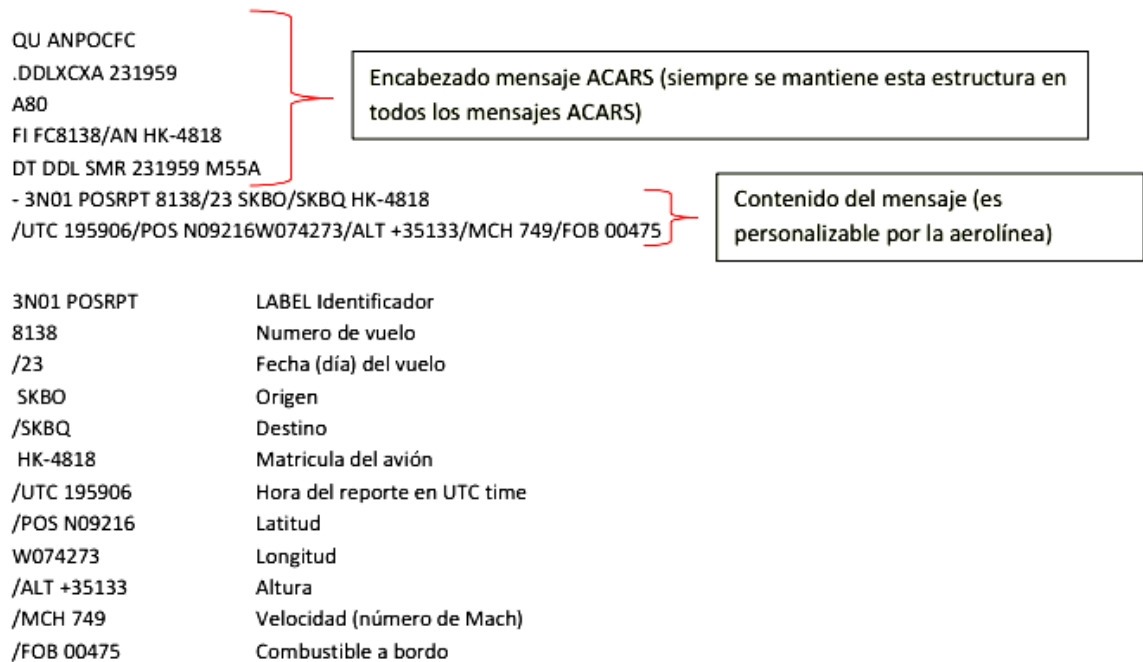 QU ANPOCFC
.DDLXCXA 231959
A80
FI FC8138/AN HK-4818
DT DDL SMR 231959 M55A
Encabezado mensaje ACARS (siempre se mantiene esta estructura en
todos los mensajes ACARS)
- 3N01 POSRPT 8138/23 SKBO/SKBQ HK-4818
/UTC 195906/POS N09216W074273/ALT +35133/MCH 749/FOB 00475
Contenido del mensaje (es
personalizable por la aerolínea)
3N01 POSRPT LABEL Identificador
8138 Numero de vuelo
/23 Fecha (día) del vuelo
SKBO Origen
/SKBQ Destino
HK-4818 Matricula del avión
/UTC 195906 Hora del reporte en UTC time
/POS N09216 Latitud
W074273 Longitud
/ALT +35133 Altura
/MCH 749 Velocidad (número de Mach)
/FOB 00475 Combustible a bordo